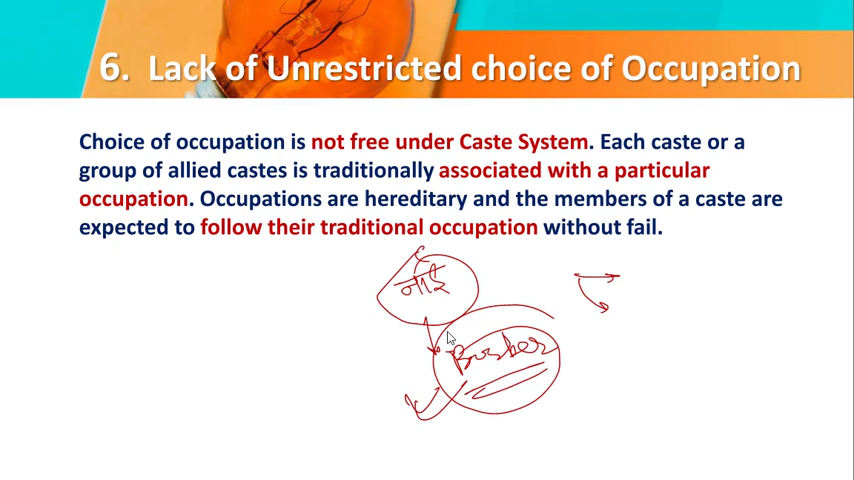 6. Lack of Unrestricted choice of Occupation
Choice of occupation is not free under Caste System. Each caste or a
group of allied castes is traditionally associated with a particular
occupation. Occupations are hereditary and the members of a caste are
expected to follow their traditional occupation without fail.
नाई
Barber